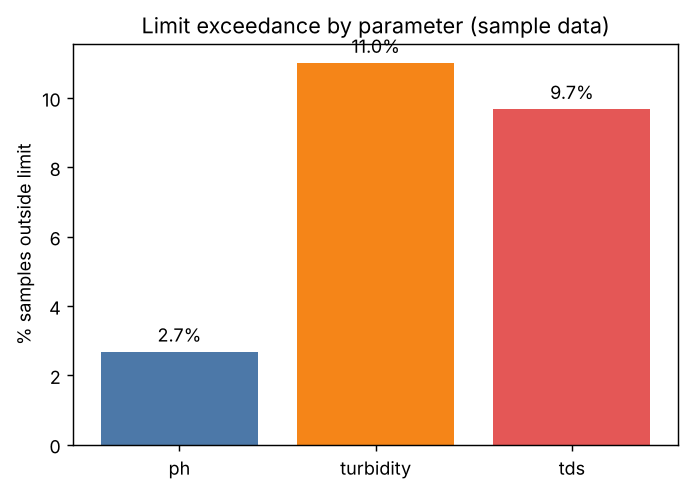 Limit exceedance by parameter (sample data)
11.0%
9.7%
2.7%
% samples outside limit
10
8
6
4
2
0
ph
turbidity
tds